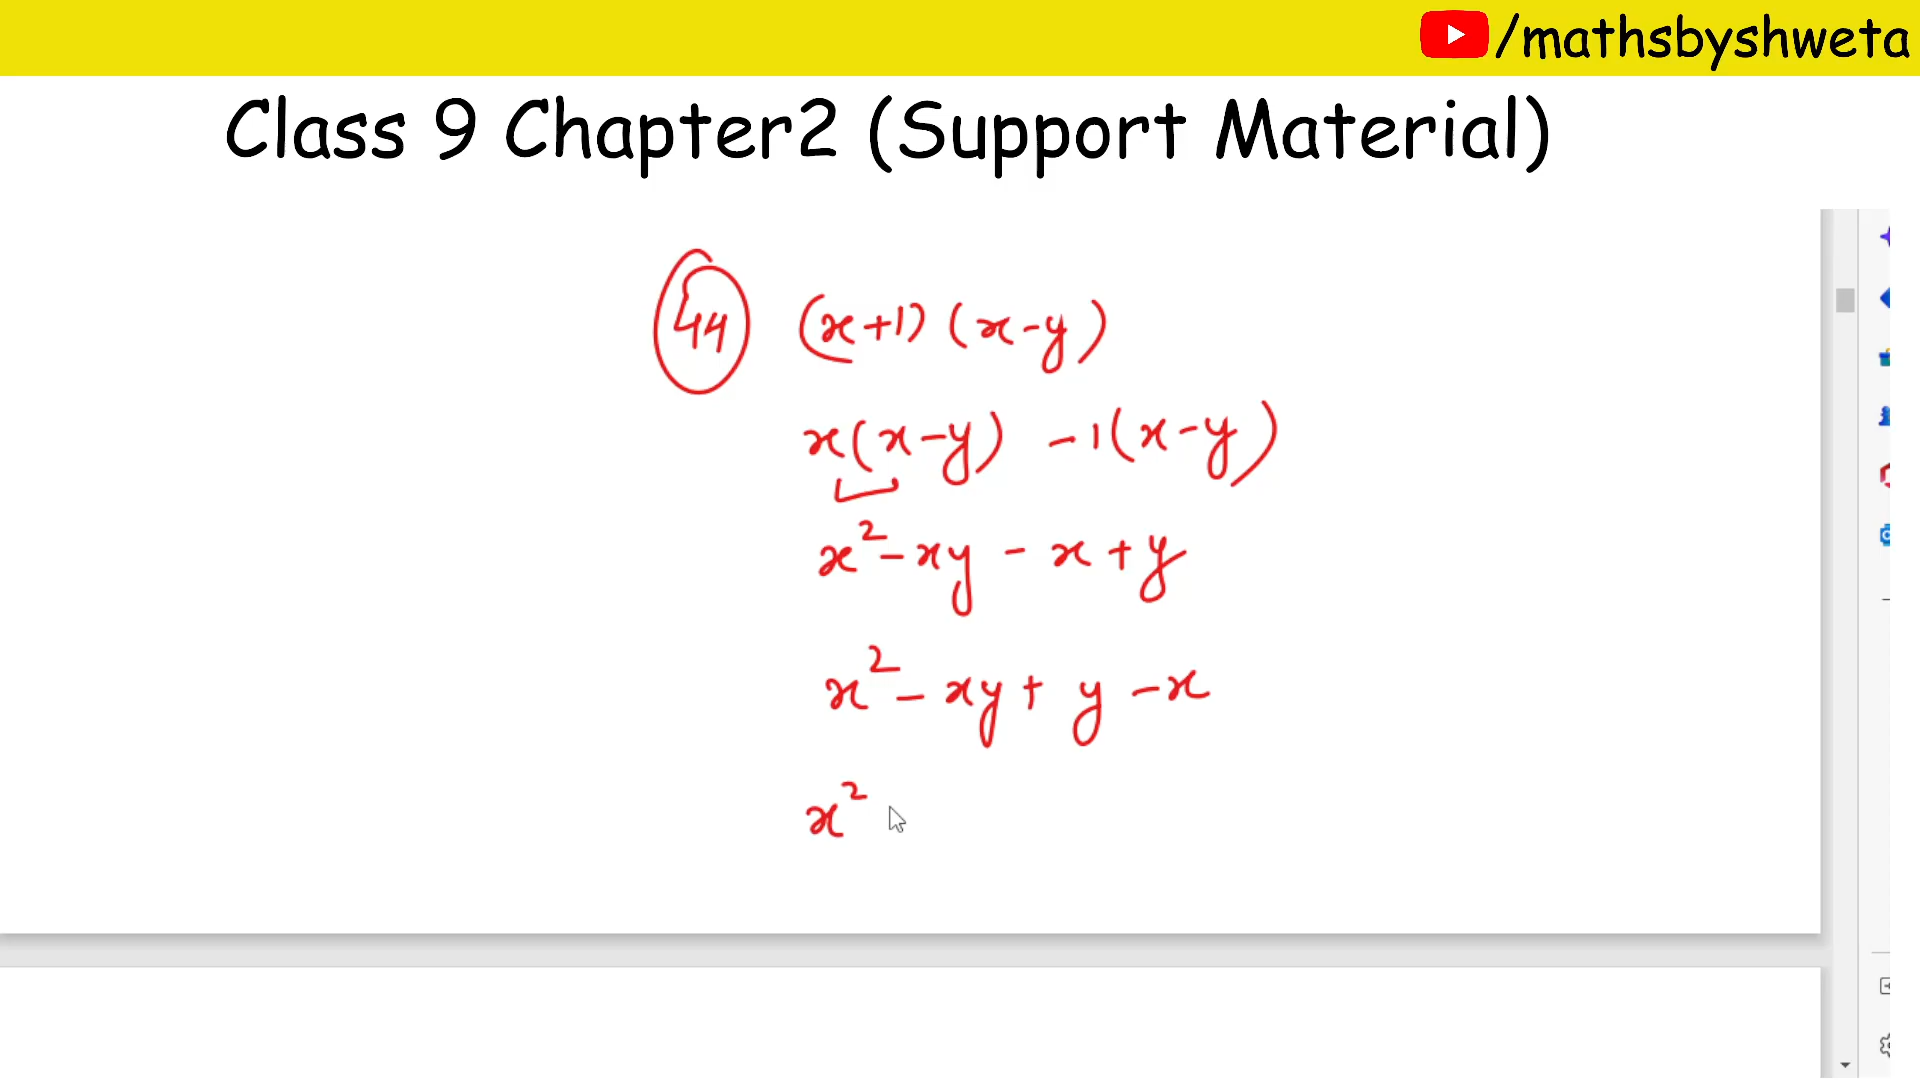 /mathsbyshweta
Class 9 Chapter2 (Support Material)
44 (x+1) (x-y)
x(x-y) -1(x-y)
x² - xy - x + y
x² - xy + y - x
x²